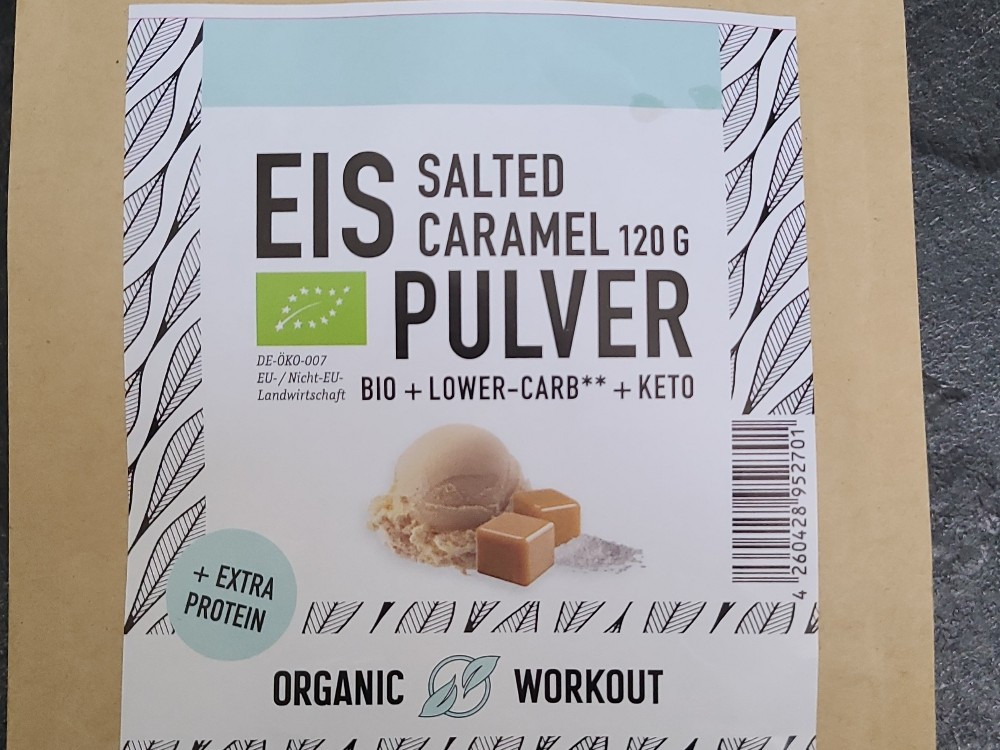 EIS SALTED
CARAMEL 120 G
PULVER
DE-ÖKO-007
EU-/Nicht-EU-
Landwirtschaft
BIO + LOWER-CARB** + KETO
4 260428 952701
+ EXTRA
PROTEIN
ORGANIC WORKOUT